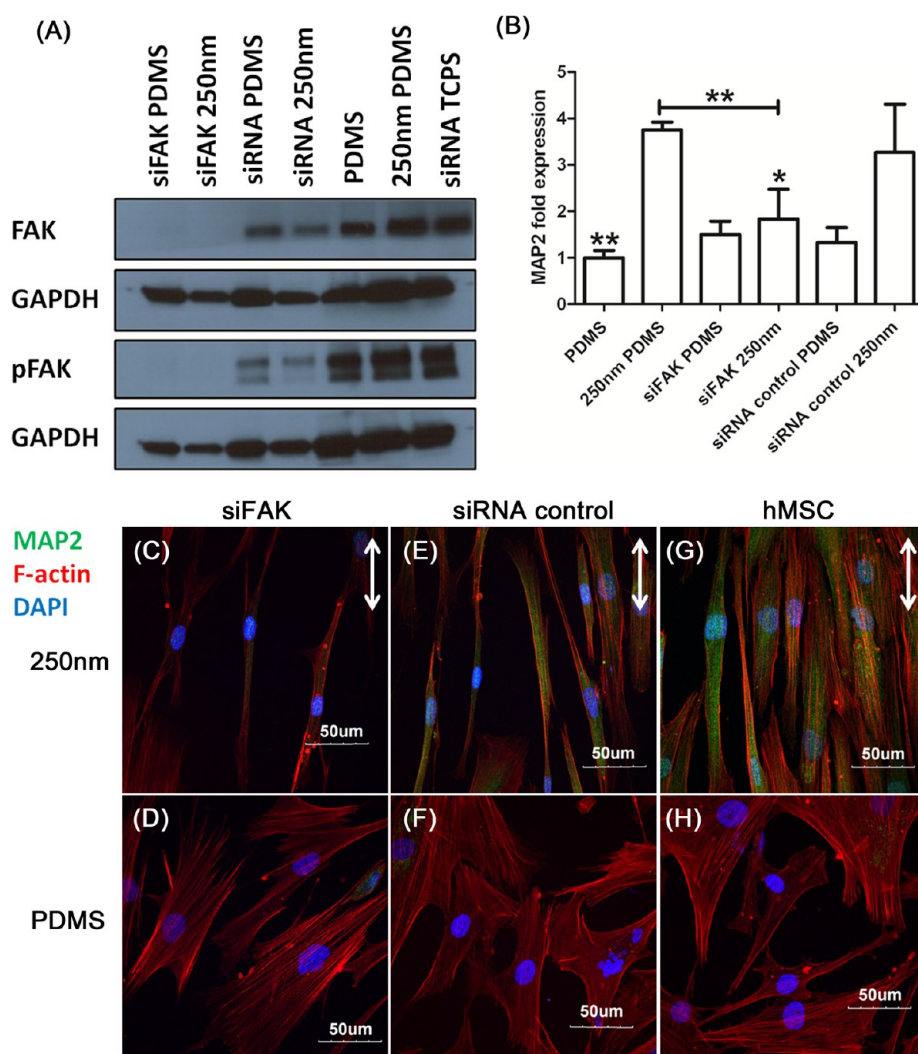 (A)
siFAK PDMS
siFAK 250nm
siRNA PDMS
siRNA 250nm
PDMS
250nm PDMS
siRNA TCPS
FAK
GAPDH
pFAK
GAPDH
(B)
MAP2 fold expression
5
4
3
2
1
0
**
**
*
PDMS
250nm PDMS
siFAK PDMS
siFAK 250nm
siRNA control PDMS
siRNA control 250nm
siFAK
siRNA control
hMSC
MAP2
F-actin
DAPI
250nm
(C)
50um
(E)
50um
(G)
50um
PDMS
(D)
50um
(F)
50um
(H)
50um